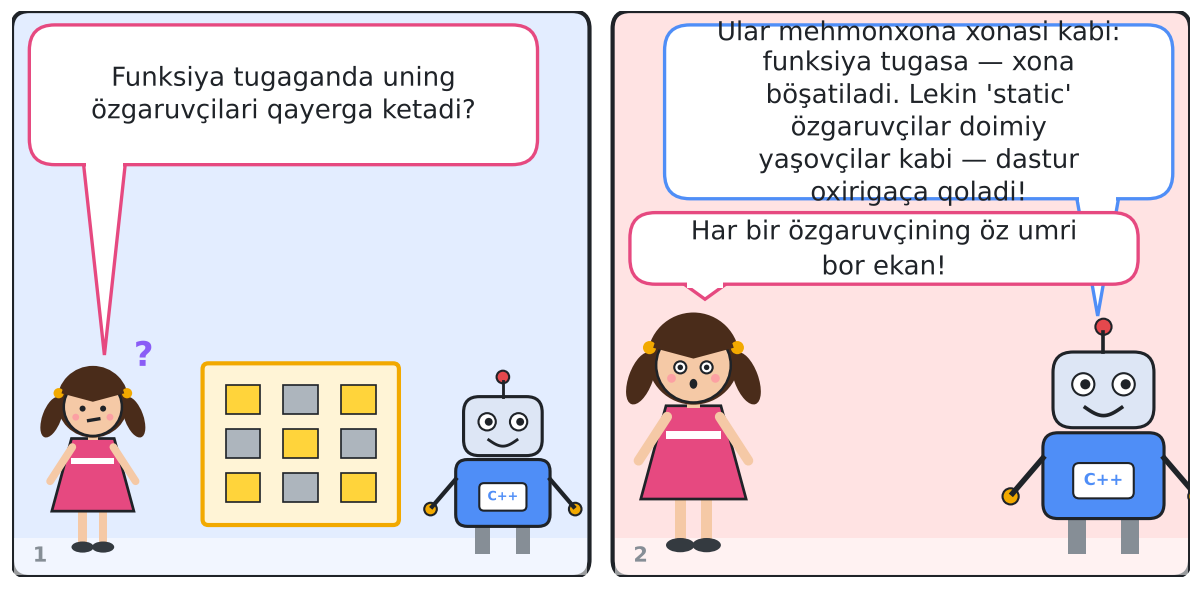 Funksiya tugaganda uning
özgaruvçilari qayerga ketadi?
?
C++
1
Ular mehmonxona xonasi kabi:
funksiya tugasa — xona
böşatiladi. Lekin 'static'
özgaruvçilar doimiy
yaşovçilar kabi — dastur
oxirigaça qoladi!
Har bir özgaruvçining öz umri
bor ekan!
C++
2